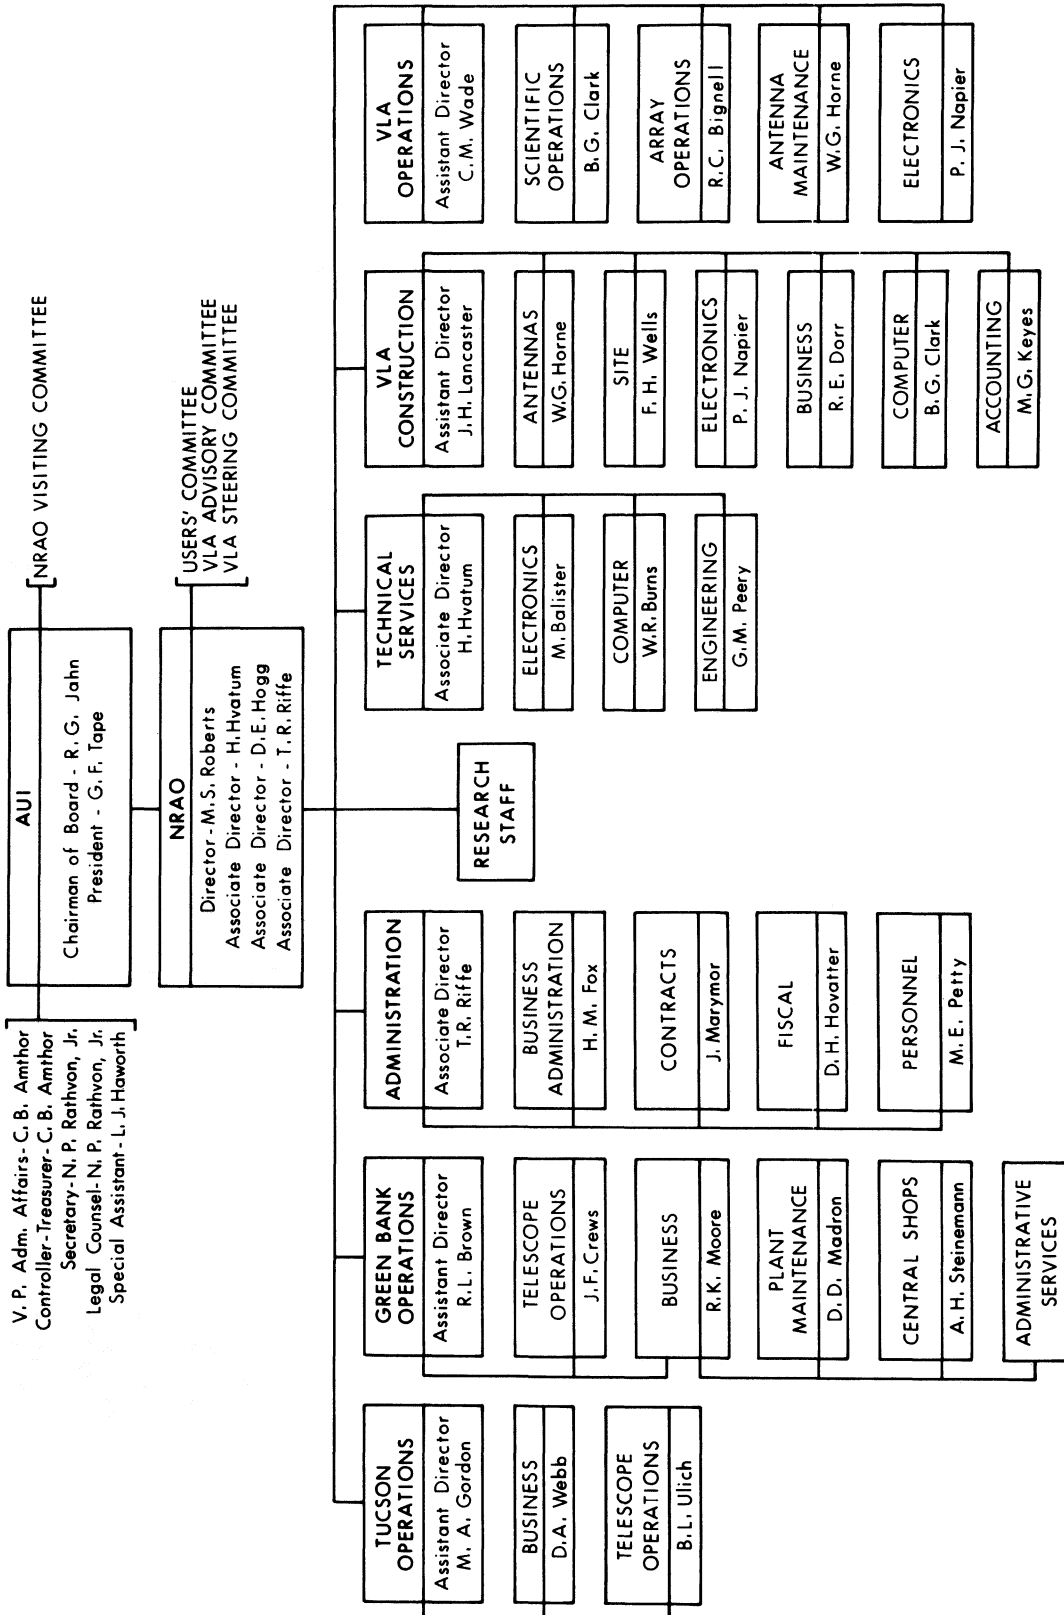 V. P. Adm. Affairs - C. B. Amthor
Controller-Treasurer - C. B. Amthor
Secretary - N. P. Rathvon, Jr.
Legal Counsel - N. P. Rathvon, Jr.
Special Assistant - L. J. Haworth
AUI
Chairman of Board - R. G. Jahn
President - G. F. Tape
NRAO VISITING COMMITTEE
NRAO
Director - M. S. Roberts
Associate Director - H. Hvatum
Associate Director - D. E. Hogg
Associate Director - T. R. Riffe
USERS' COMMITTEE
VLA ADVISORY COMMITTEE
VLA STEERING COMMITTEE
TUCSON
OPERATIONS
Assistant Director
M. A. Gordon
BUSINESS
D.A. Webb
TELESCOPE
OPERATIONS
B.L. Ulich
GREEN BANK
OPERATIONS
Assistant Director
R.L. Brown
TELESCOPE
OPERATIONS
J.F. Crews
BUSINESS
R.K. Moore
PLANT
MAINTENANCE
D. D. Madron
CENTRAL SHOPS
A.H. Steinemann
ADMINISTRATIVE
SERVICES
ADMINISTRATION
Associate Director
T.R. Riffe
BUSINESS
ADMINISTRATION
H. M. Fox
CONTRACTS
J. Marymor
FISCAL
D. H. Hovatter
PERSONNEL
M. E. Petty
RESEARCH
STAFF
TECHNICAL
SERVICES
Associate Director
H. Hvatum
ELECTRONICS
M. Balister
COMPUTER
W.R. Burns
ENGINEERING
G.M. Peery
VLA
CONSTRUCTION
Assistant Director
J.H. Lancaster
ANTENNAS
W.G. Horne
SITE
F. H. Wells
ELECTRONICS
P. J. Napier
BUSINESS
R. E. Dorr
COMPUTER
B.G. Clark
ACCOUNTING
M.G. Keyes
VLA
OPERATIONS
Assistant Director
C.M. Wade
SCIENTIFIC
OPERATIONS
B.G. Clark
ARRAY
OPERATIONS
R.C. Bignell
ANTENNA
MAINTENANCE
W.G. Horne
ELECTRONICS
P. J. Napier